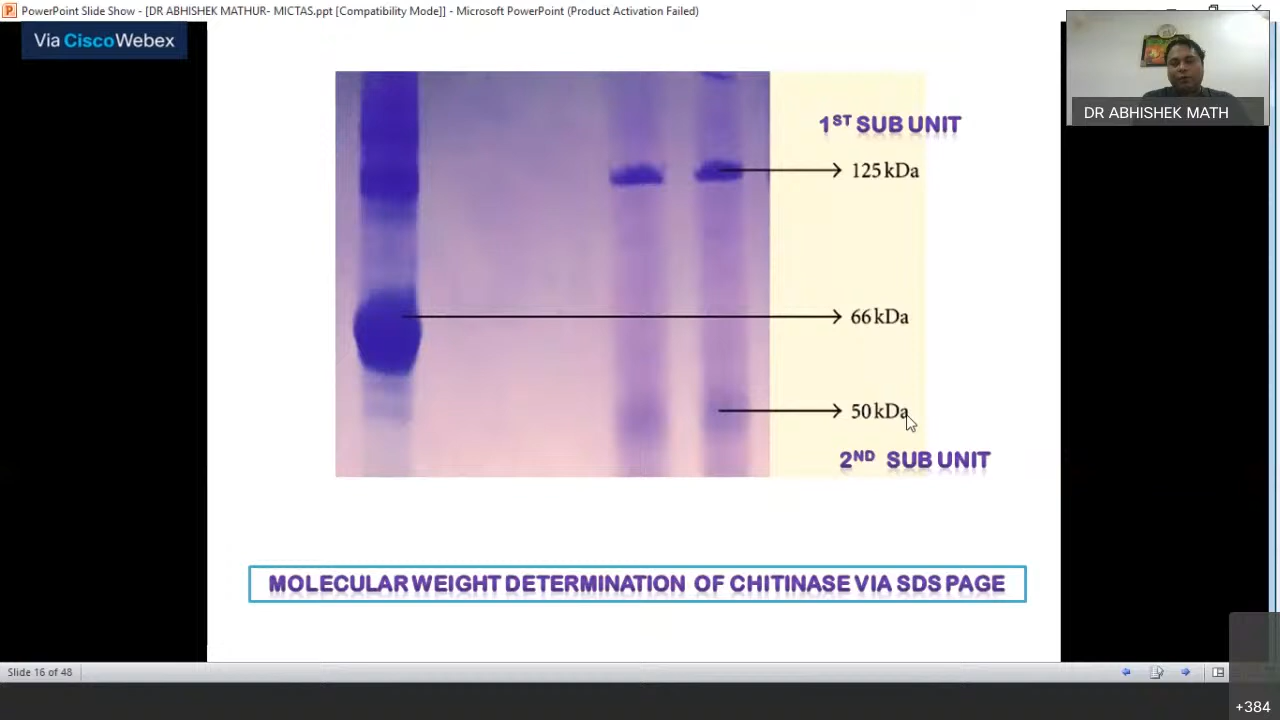 PowerPoint Slide Show - [DR ABHISHEK MATHUR- MICTAS.ppt [Compatibility Mode]] - Microsoft PowerPoint (Product Activation Failed)
Via CiscoWebex
DR ABHISHEK MATH
1ST SUB UNIT
125 kDa
66 kDa
50 kDa
2ND SUB UNIT
MOLECULAR WEIGHT DETERMINATION OF CHITINASE VIA SDS PAGE
Slide 16 of 48
+384